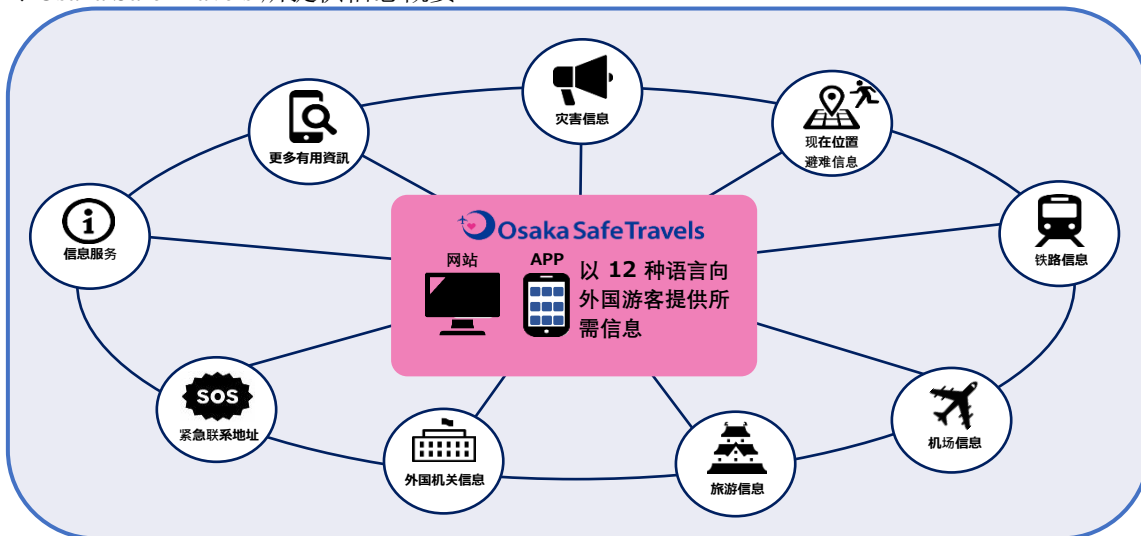 灾害信息
更多有用資訊
现在位置
避难信息
信息服务
铁路信息
Osaka Safe Travels
网站
APP
以 12 种语言向
外国游客提供所
需信息
SOS
紧急联系地址
外国机关信息
旅游信息
机场信息